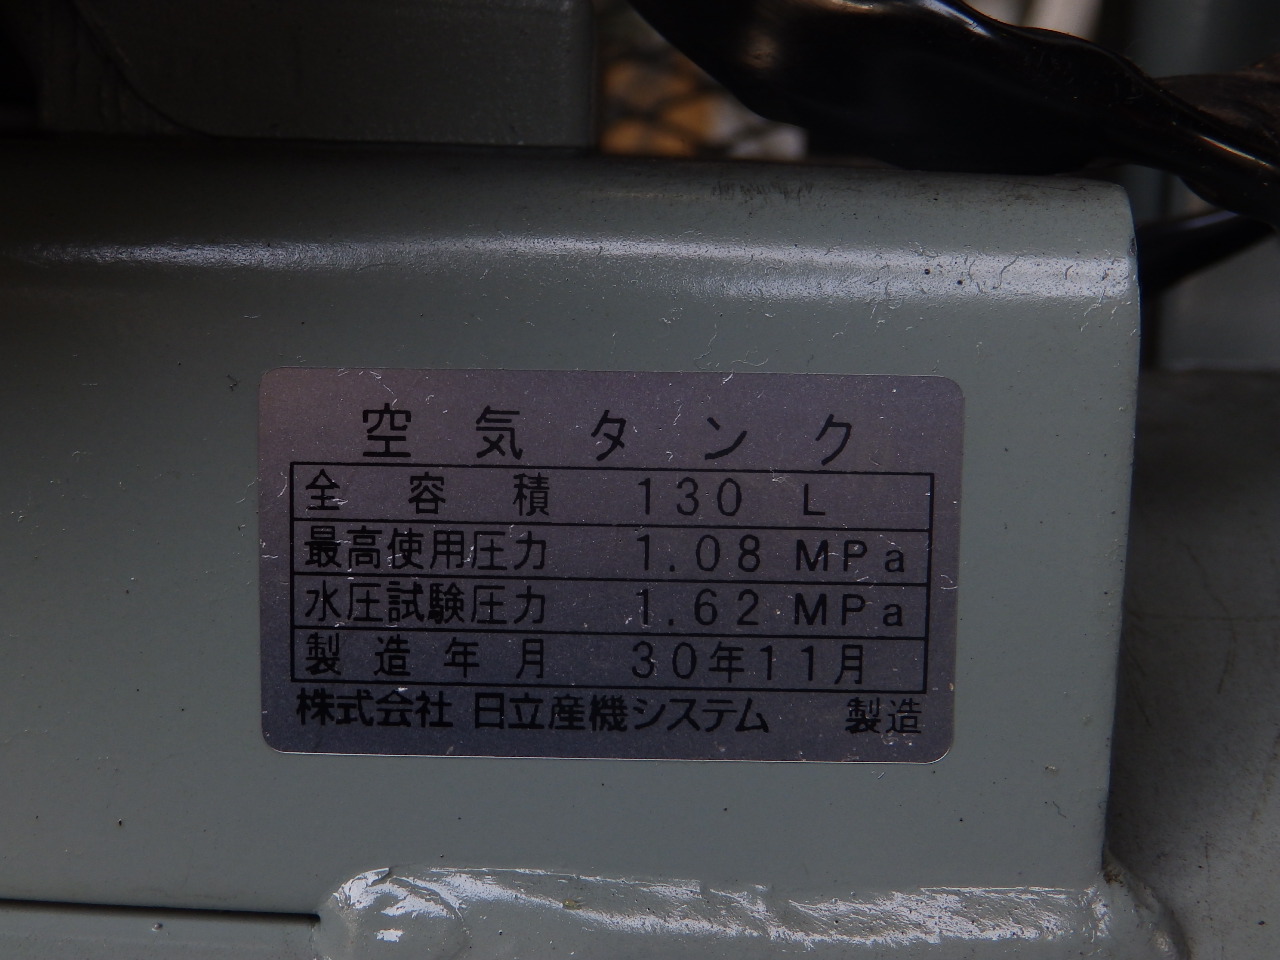 空気タンク
全容積 130 L
最高使用圧力 1.08 MPa
水圧試験圧力 1.62 MPa
製造年月 30年11月
株式会社 日立産機システム 製造